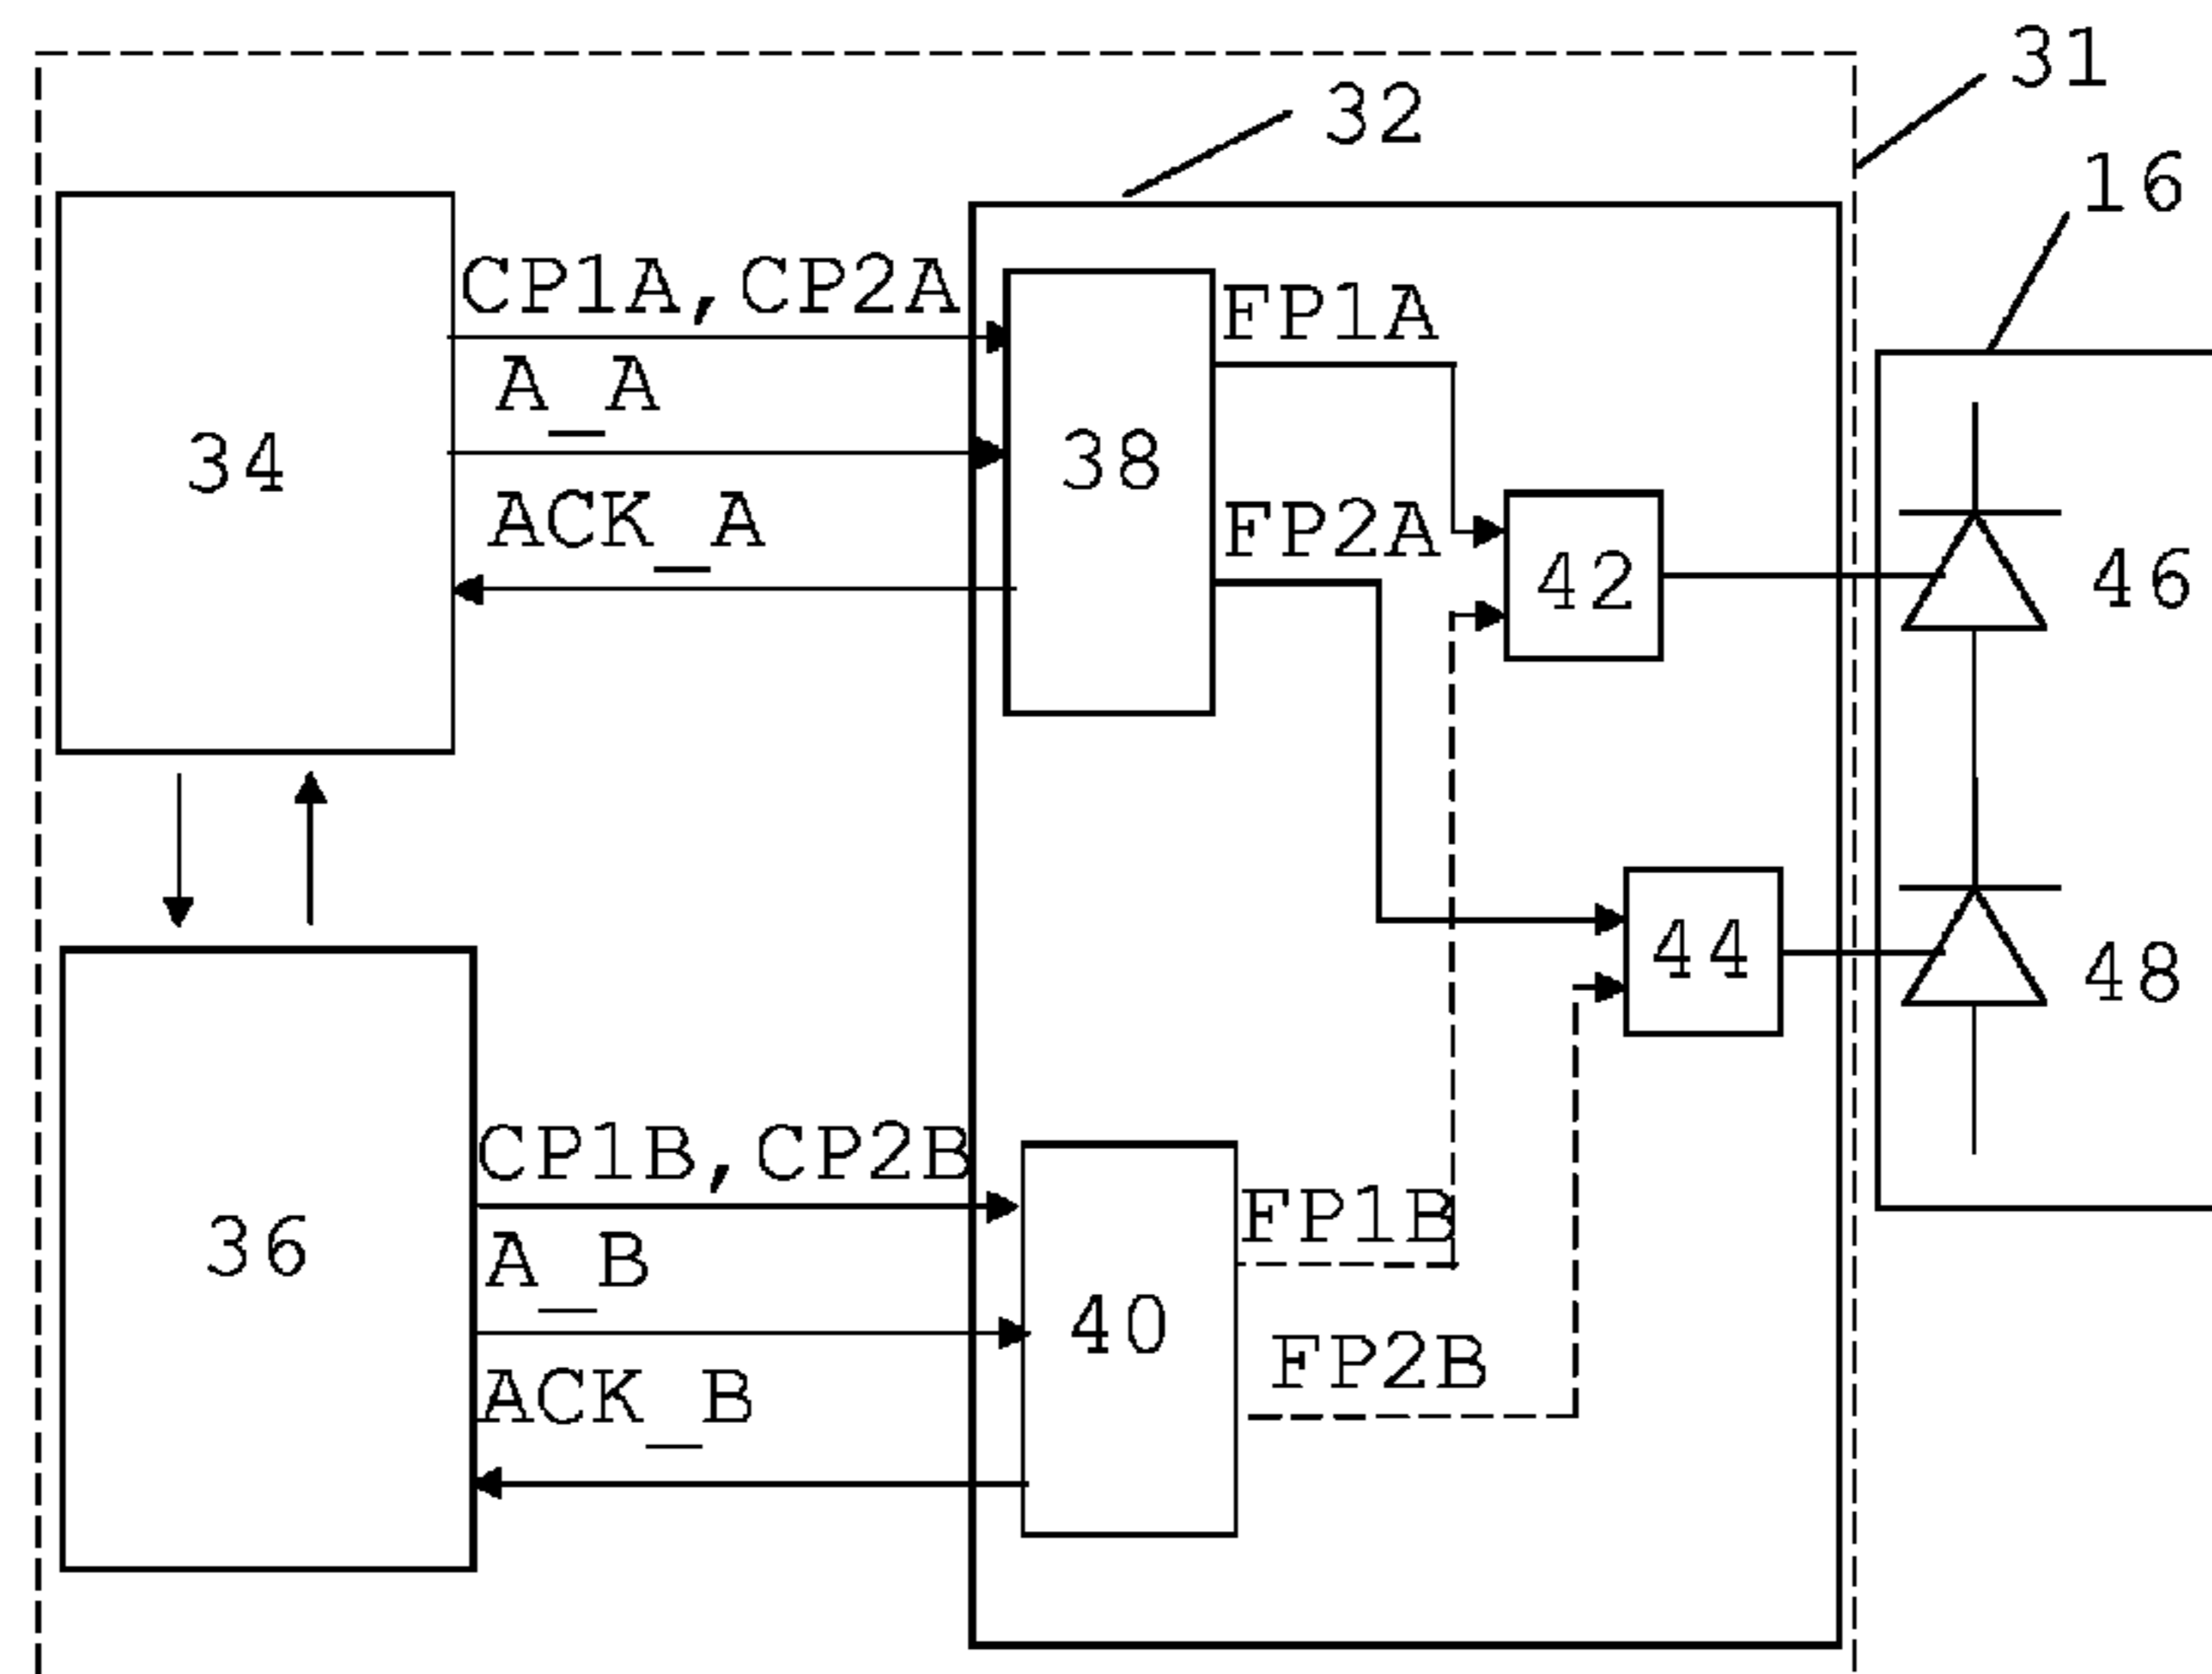 31
32
16
CP1A,CP2A
FP1A
A_A
34
38
ACK_A
FP2A
42
46
44
48
CP1B,CP2B
FP1B
36
A_B
40
FP2B
ACK_B